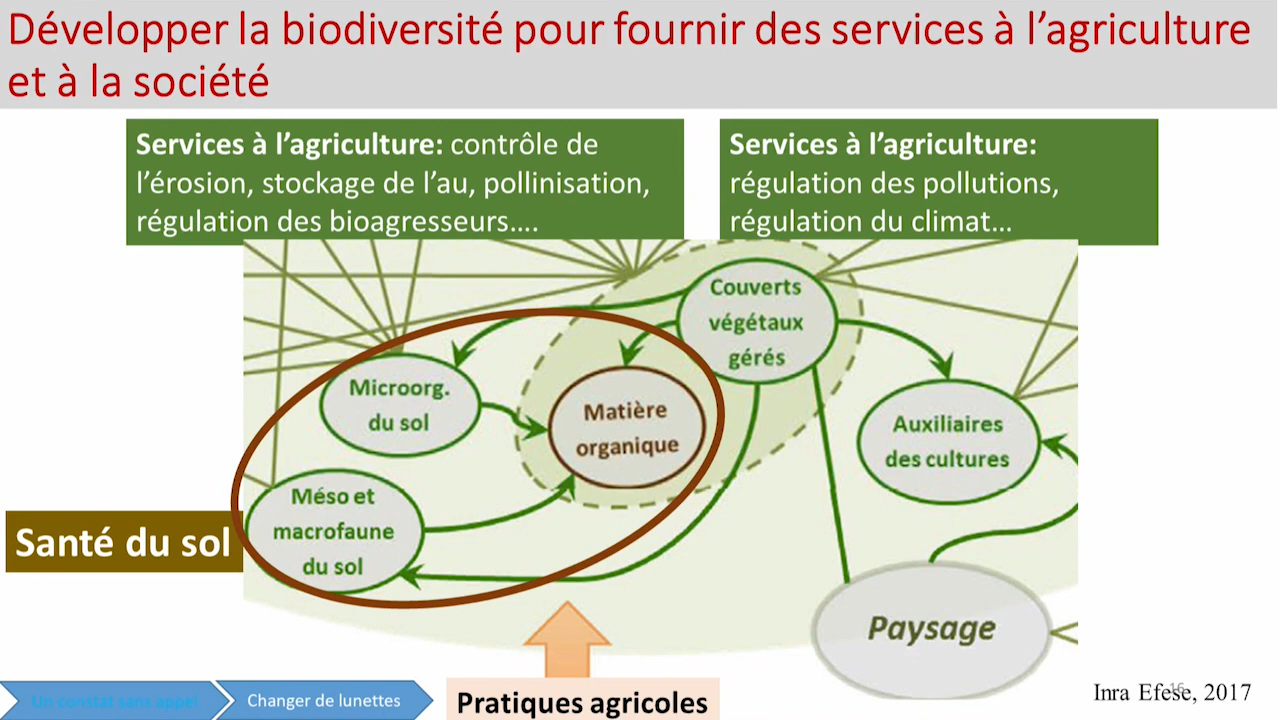 Développer la biodiversité pour fournir des services à l’agriculture
et à la société
Services à l’agriculture: contrôle de
l’érosion, stockage de l’au, pollinisation,
régulation des bioagresseurs….
Services à l’agriculture:
régulation des pollutions,
régulation du climat…
Couverts
végétaux
gérés
Microorg.
du sol
Matière
organique
Auxiliaires
des cultures
Méso et
macrofaune
du sol
Santé du sol
Paysage
Un constat sans appel
Changer de lunettes
Pratiques agricoles
Inra Efese, 2017
16